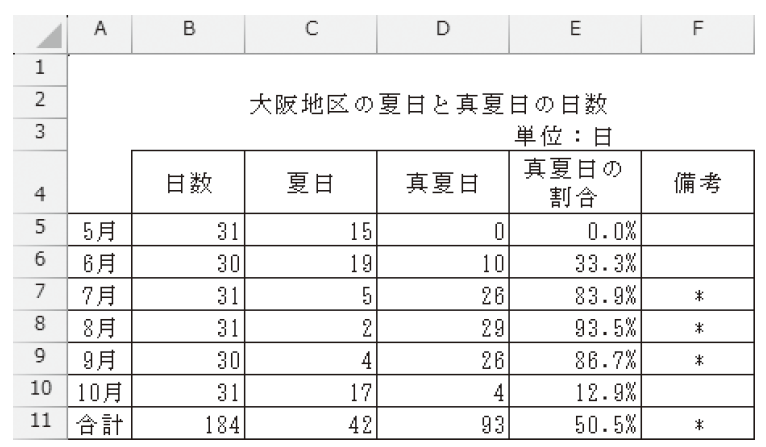 A B C D E F
1
2 大阪地区の夏日と真夏日の日数
3 単位：日
4 日数 夏日 真夏日 真夏日の割合 備考
5 5月 31 15 0 0.0%
6 6月 30 19 10 33.3%
7 7月 31 5 26 83.9% *
8 8月 31 2 29 93.5% *
9 9月 30 4 26 86.7% *
10 10月 31 17 4 12.9%
11 合計 184 42 93 50.5% *